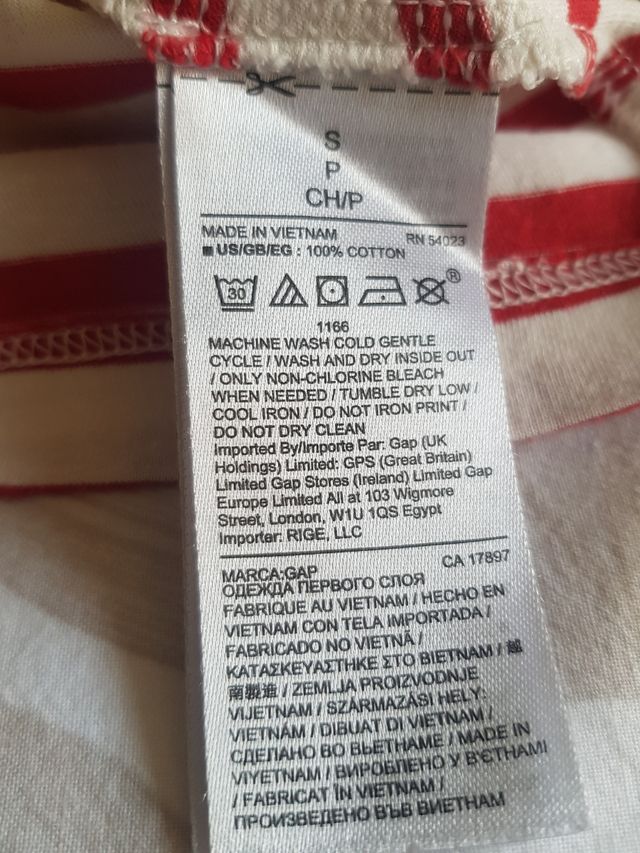 S
P
CH/P
MADE IN VIETNAM RN 54023
US/GB/EG : 100% COTTON
30
®
1166
MACHINE WASH COLD GENTLE
CYCLE / WASH AND DRY INSIDE OUT
/ ONLY NON-CHLORINE BLEACH
WHEN NEEDED / TUMBLE DRY LOW /
COOL IRON / DO NOT IRON PRINT /
DO NOT DRY CLEAN
Imported By/Importe Par: Gap (UK
Holdings) Limited: GPS (Great Britain)
Limited Gap Stores (Ireland) Limited Gap
Europe Limited All at 103 Wigmore
Street, London, W1U 1QS Egypt
Importer: RIGE, LLC
MARCA:GAP CA 17897
ОДЕЖДА ПЕРВОГО СЛОЯ
FABRIQUE AU VIETNAM / HECHO EN
VIETNAM CON TELA IMPORTADA /
FABRICADO NO VIETNÃ /
ΚΑΤΑΣΚΕΥΑΣΤΗΚΕ ΣΤΟ ΒΙΕΤΝΑΜ / 越
南製造 / ZEMLJA PROIZVODNJE
VIJETNAM / SZÁRMAZÁSI HELY:
VIETNÁM / DIBUAT DI VIETNAM /
СДЕЛАНО ВО ВЬЕТНАМЕ / MADE IN
VIYETNAM / ВИРОБЛЕНО У В'ЄТНАМІ
/ FABRICAT ÎN VIETNAM /
ПРОИЗВЕДЕНО ВЪВ ВИЕТНАМ